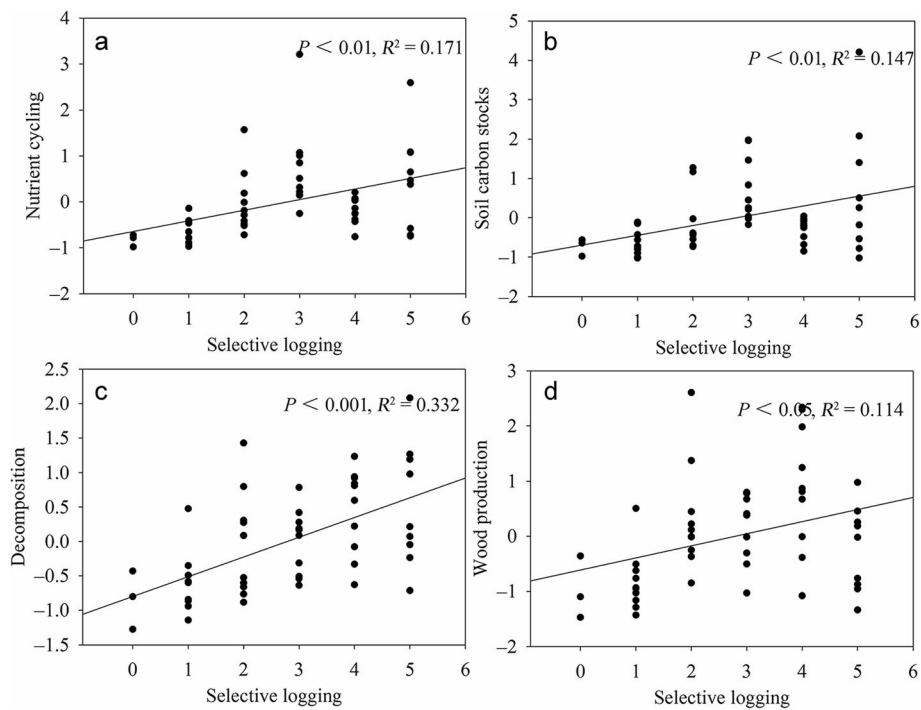 a
P < 0.01, R² = 0.171
Nutrient cycling
4
3
2
1
0
–1
–2
0 1 2 3 4 5 6
Selective logging
b
P < 0.01, R² = 0.147
Soil carbon stocks
5
4
3
2
1
0
–1
–2
0 1 2 3 4 5 6
Selective logging
c
P < 0.001, R² = 0.332
Decomposition
2.5
2.0
1.5
1.0
0.5
0.0
–0.5
–1.0
–1.5
0 1 2 3 4 5 6
Selective logging
d
P < 0.05, R² = 0.114
Wood production
3
2
1
0
–1
–2
0 1 2 3 4 5 6
Selective logging